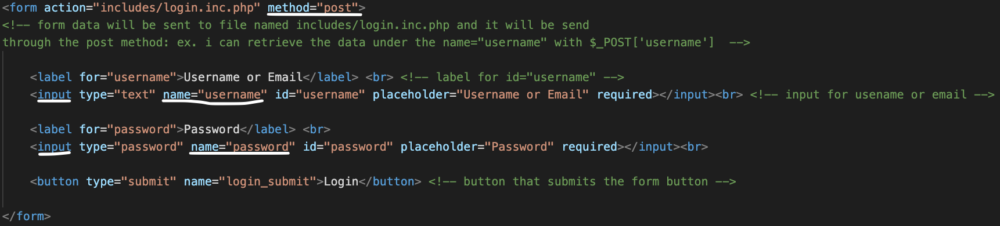 <form action="includes/login.inc.php" method="post">
<!-- form data will be sent to file named includes/login.inc.php and it will be send
through the post method: ex. i can retrieve the data under the name="username" with $_POST['username']  -->
<label for="username">Username or Email</label> <br> <!-- label for id="username" -->
<input type="text" name="username" id="username" placeholder="Username or Email" required></input><br> <!-- input for usename or email -->
<label for="password">Password</label> <br>
<input type="password" name="password" id="password" placeholder="Password" required></input><br>
<button type="submit" name="login_submit">Login</button> <!-- button that submits the form button -->
</form>